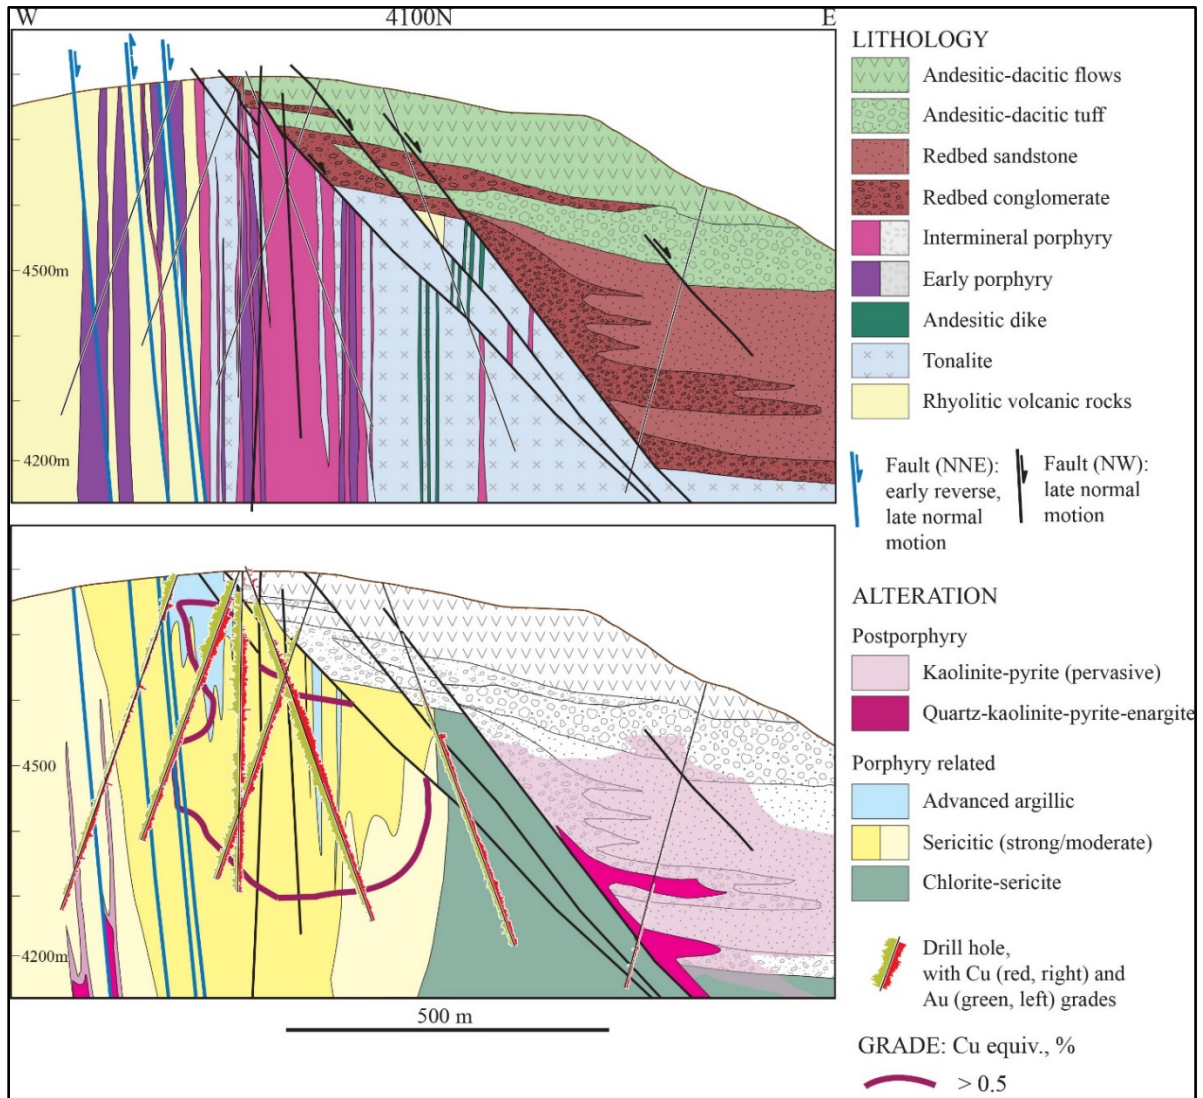 W 4100N E
4500m
4200m
LITHOLOGY
Andesitic-dacitic flows
Andesitic-dacitic tuff
Redbed sandstone
Redbed conglomerate
Intermineral porphyry
Early porphyry
Andesitic dike
Tonalite
Rhyolitic volcanic rocks
Fault (NNE):
early reverse,
late normal
motion
Fault (NW):
late normal
motion
4500
4200m
500 m
ALTERATION
Postporphyry
Kaolinite-pyrite (pervasive)
Quartz-kaolinite-pyrite-enargite
Porphyry related
Advanced argillic
Sericitic (strong/moderate)
Chlorite-sericite
Drill hole,
with Cu (red, right) and
Au (green, left) grades
GRADE: Cu equiv., %
> 0.5